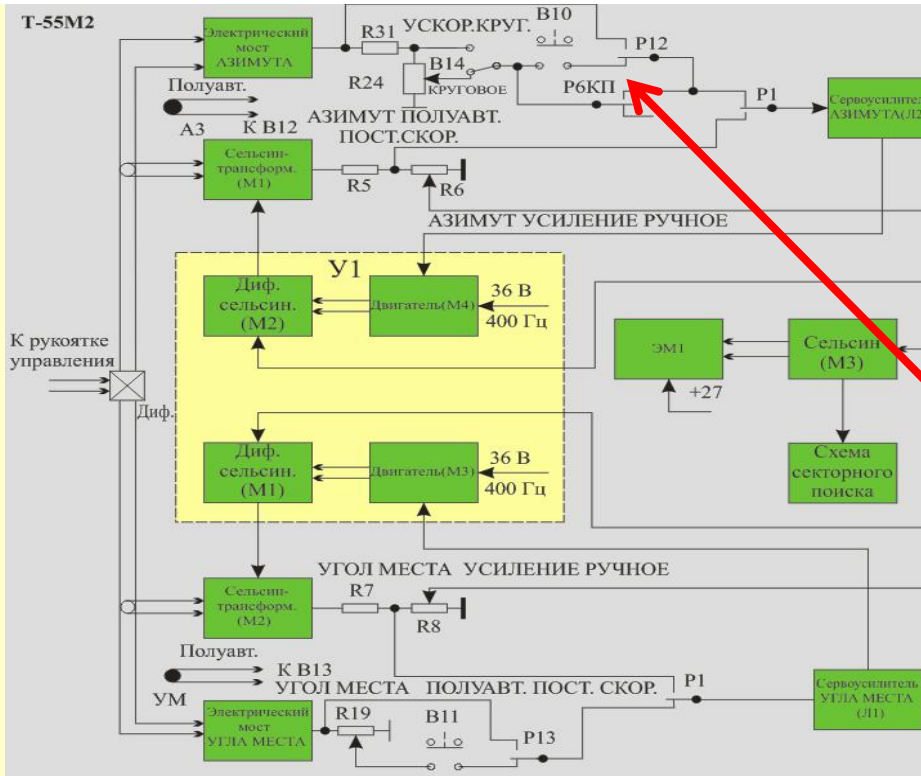 Т-55М2
Электрический
мост
АЗИМУТА
R31
УСКОР.КРУГ.
В10
Р12
R24
В14
КРУГОВОЕ
Р6КП
Р1
Сервоусилитель
АЗИМУТА(Л2
Полуавт.
АЗ
К В12
АЗИМУТ ПОЛУАВТ.
ПОСТ.СКОР.
Сельсин-
трансформ.
(М1)
R5
R6
АЗИМУТ УСИЛЕНИЕ РУЧНОЕ
У1
Диф.
сельсин.
(М2)
Двигатель(М4)
36 В
400 Гц
К рукоятке
управления
Диф.
ЭМ1
+27
Сельсин
(М3)
Схема
секторного
поиска
Диф.
сельсин.
(М1)
Двигатель(М3)
36 В
400 Гц
УГОЛ МЕСТА УСИЛЕНИЕ РУЧНОЕ
Сельсин-
трансформ.
(М2)
R7
R8
Полуавт.
УМ
К В13
УГОЛ МЕСТА ПОЛУАВТ. ПОСТ. СКОР.
Р1
Сервоусилитель
УГЛА МЕСТА
(Л1)
Электрический
мост
УГЛА МЕСТА
R19
В11
Р13